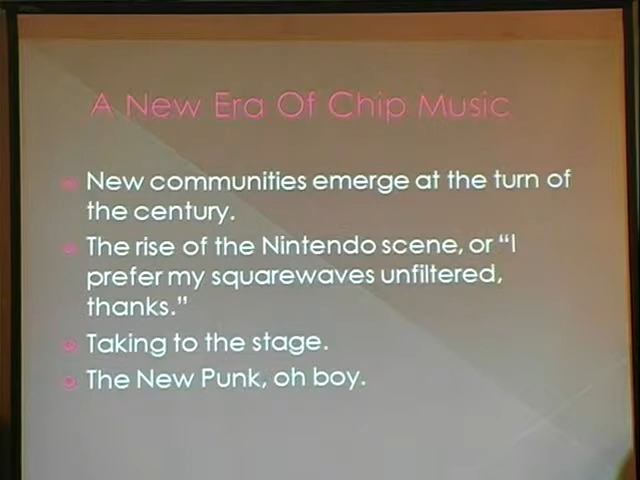 A New Era Of Chip Music
New communities emerge at the turn of
the century.
The rise of the Nintendo scene, or “I
prefer my squarewaves unfiltered,
thanks.”
Taking to the stage.
The New Punk, oh boy.